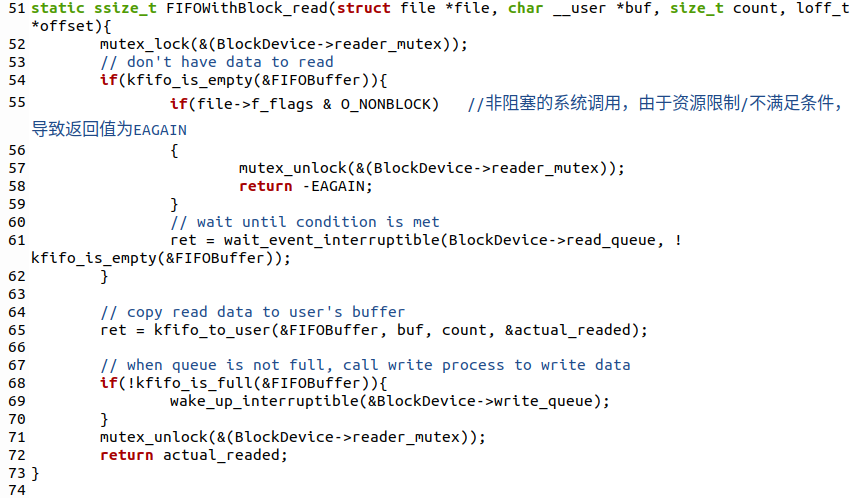 51 static ssize_t FIFOWithBlock_read(struct file *file, char __user *buf, size_t count, loff_t
*offset){
52         mutex_lock(&(BlockDevice->reader_mutex));
53         // don't have data to read
54         if(kfifo_is_empty(&FIFOBuffer)){
55                 if(file->f_flags & O_NONBLOCK)   //非阻塞的系统调用，由于资源限制/不满足条件，
导致返回值为EAGAIN
56                 {
57                         mutex_unlock(&(BlockDevice->reader_mutex));
58                         return -EAGAIN;
59                 }
60                 // wait until condition is met
61                 ret = wait_event_interruptible(BlockDevice->read_queue, !
kfifo_is_empty(&FIFOBuffer));
62         }
63
64         // copy read data to user's buffer
65         ret = kfifo_to_user(&FIFOBuffer, buf, count, &actual_readed);
66
67         // when queue is not full, call write process to write data
68         if(!kfifo_is_full(&FIFOBuffer)){
69                 wake_up_interruptible(&BlockDevice->write_queue);
70         }
71         mutex_unlock(&(BlockDevice->reader_mutex));
72         return actual_readed;
73 }
74